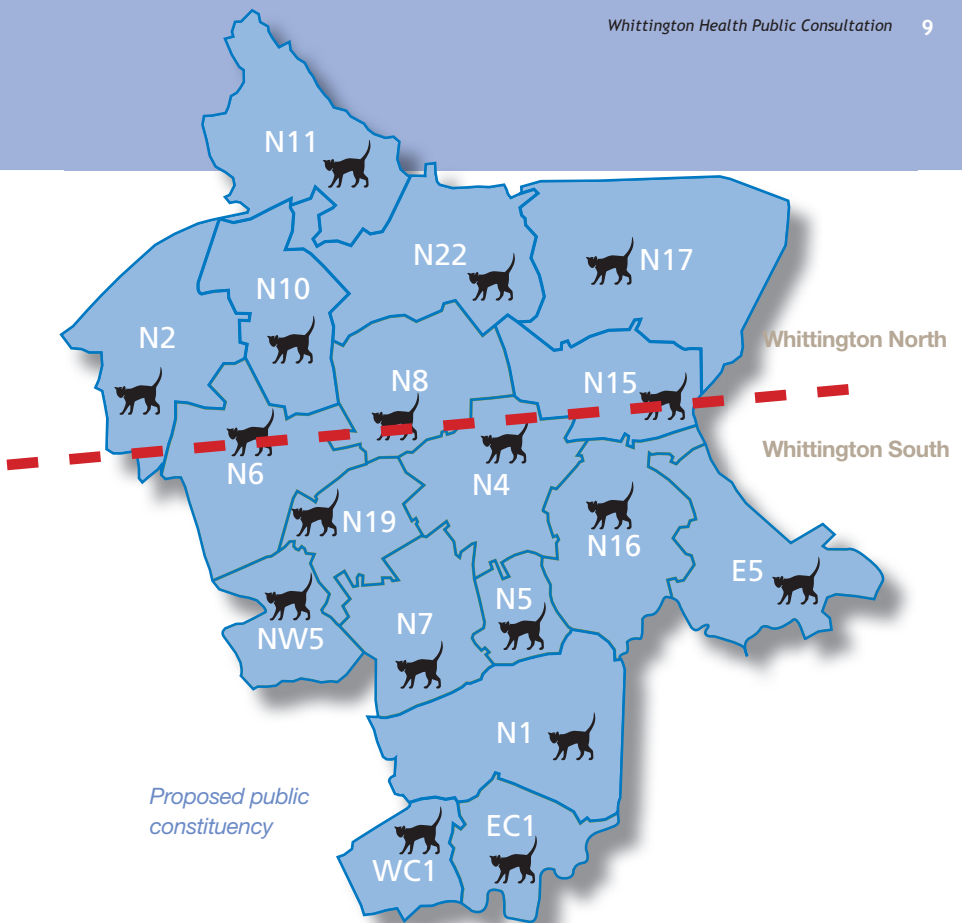 Whittington Health Public Consultation 9
N11
N22
N17
N10
N2
Whittington North
N8
N15
Whittington South
N6
N4
N19
N16
E5
N5
N7
NW5
N1
Proposed public
constituency
EC1
WC1